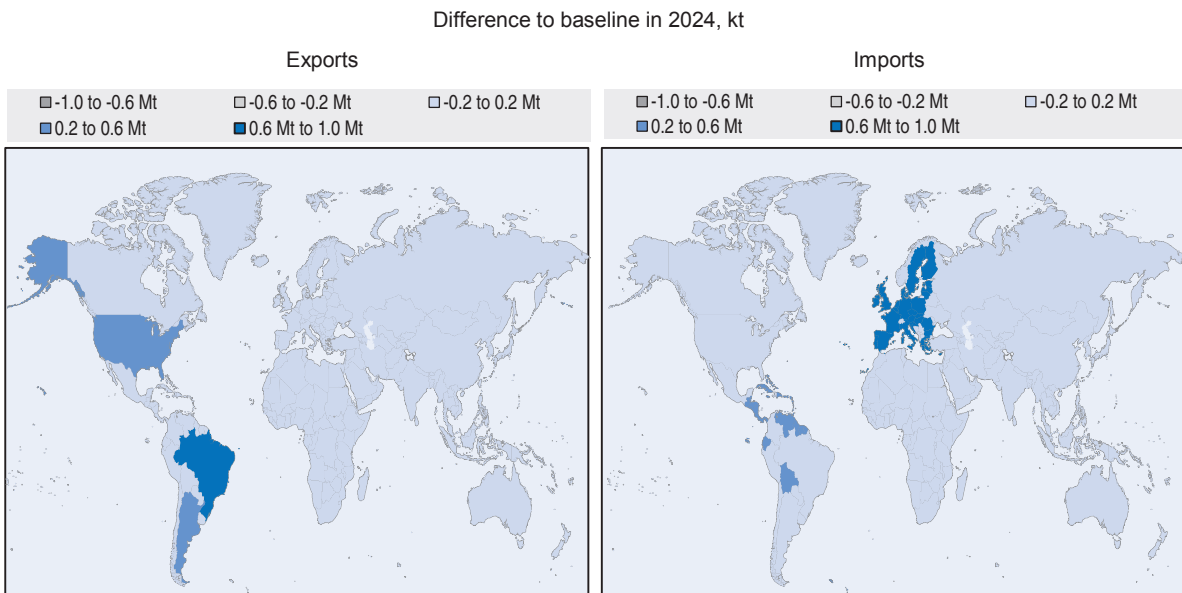 Difference to baseline in 2024, kt
Exports
-1.0 to -0.6 Mt -0.6 to -0.2 Mt -0.2 to 0.2 Mt
0.2 to 0.6 Mt 0.6 Mt to 1.0 Mt
Imports
-1.0 to -0.6 Mt -0.6 to -0.2 Mt -0.2 to 0.2 Mt
0.2 to 0.6 Mt 0.6 Mt to 1.0 Mt